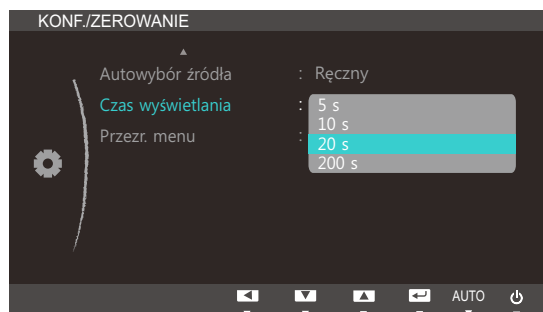 KONF./ZEROWANIE
Autowybór źródła : Ręczny
Czas wyświetlania : 5 s
10 s
Przezr. menu : 20 s
200 s
AUTO